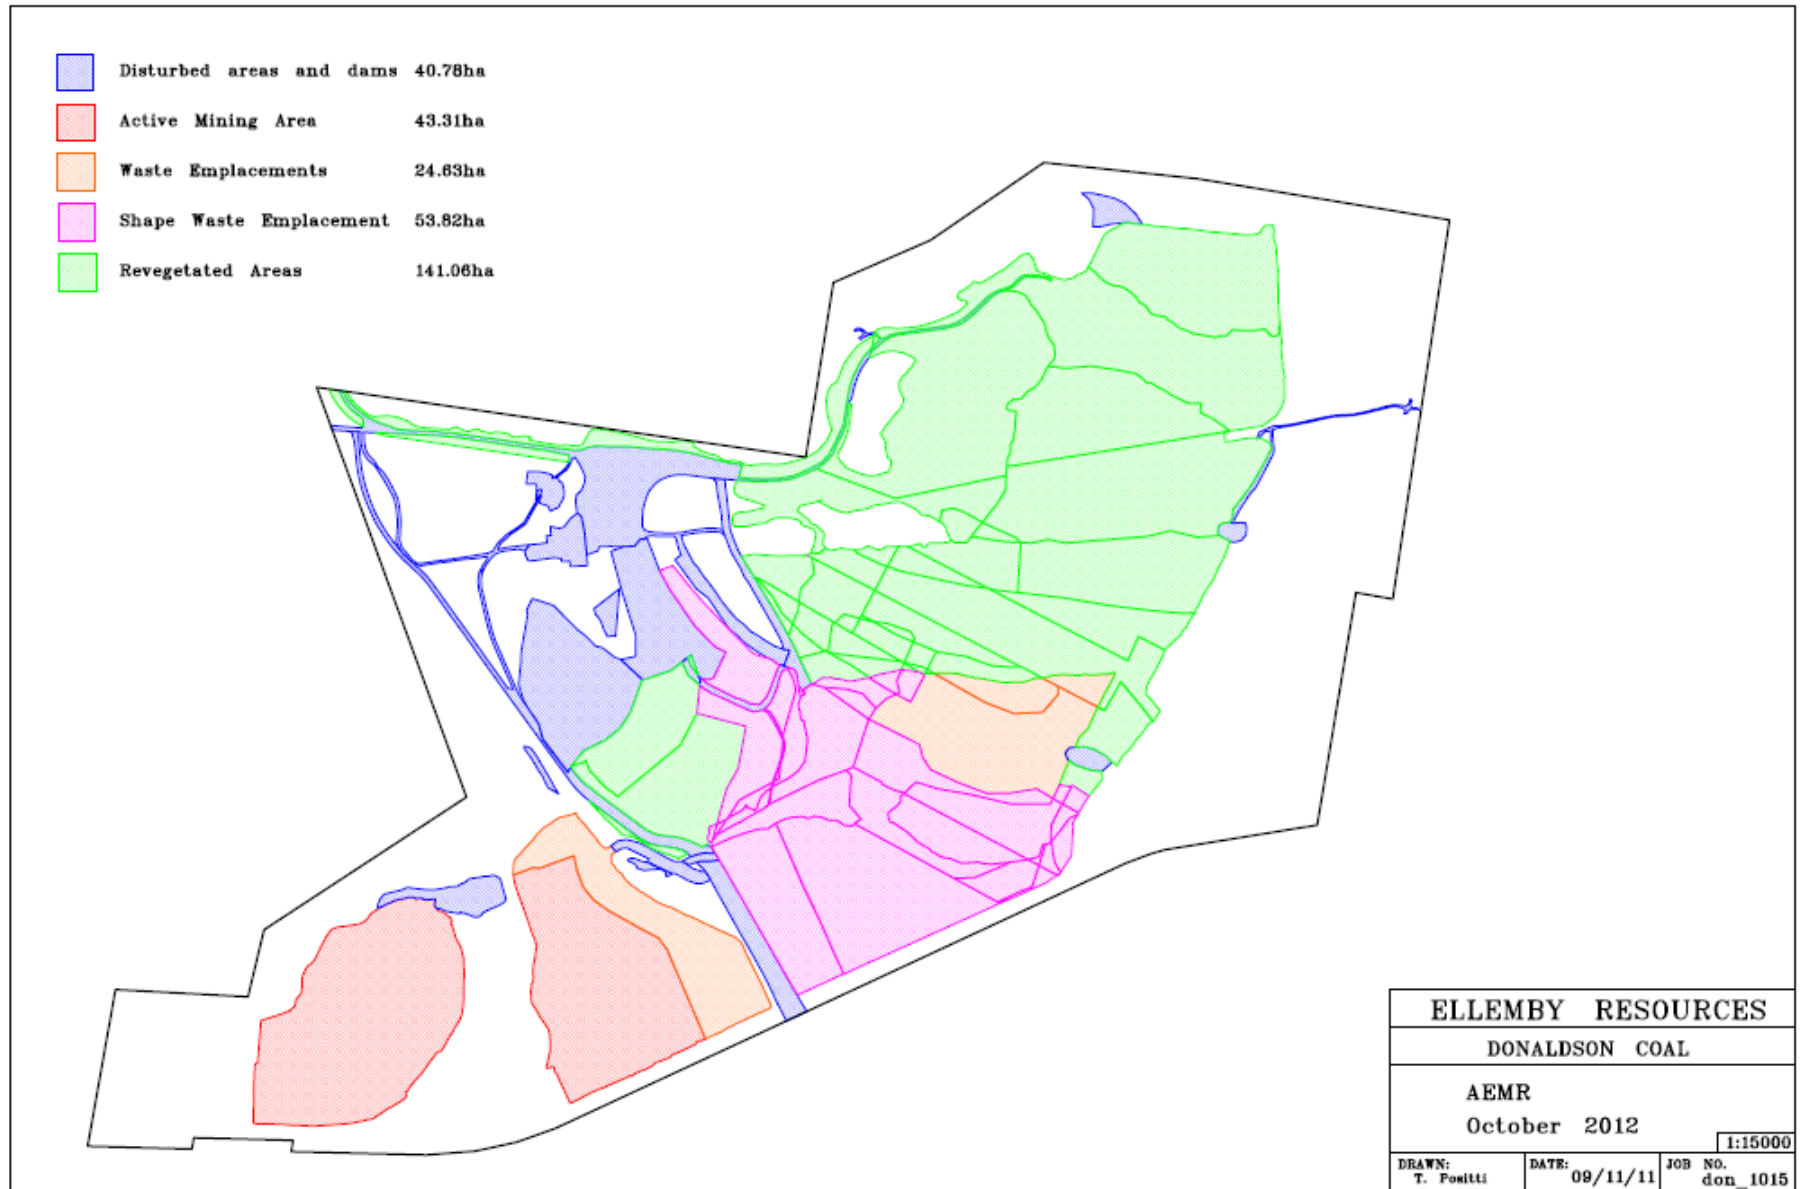 Disturbed areas and dams 40.78ha
Active Mining Area 43.31ha
Waste Emplacements 24.63ha
Shape Waste Emplacement 53.82ha
Revegetated Areas 141.06ha
ELLEMBY RESOURCES
DONALDSON COAL
AEMR
October 2012
1:15000
DRAWN: T. Positti
DATE: 09/11/11
JOB NO. don_1015